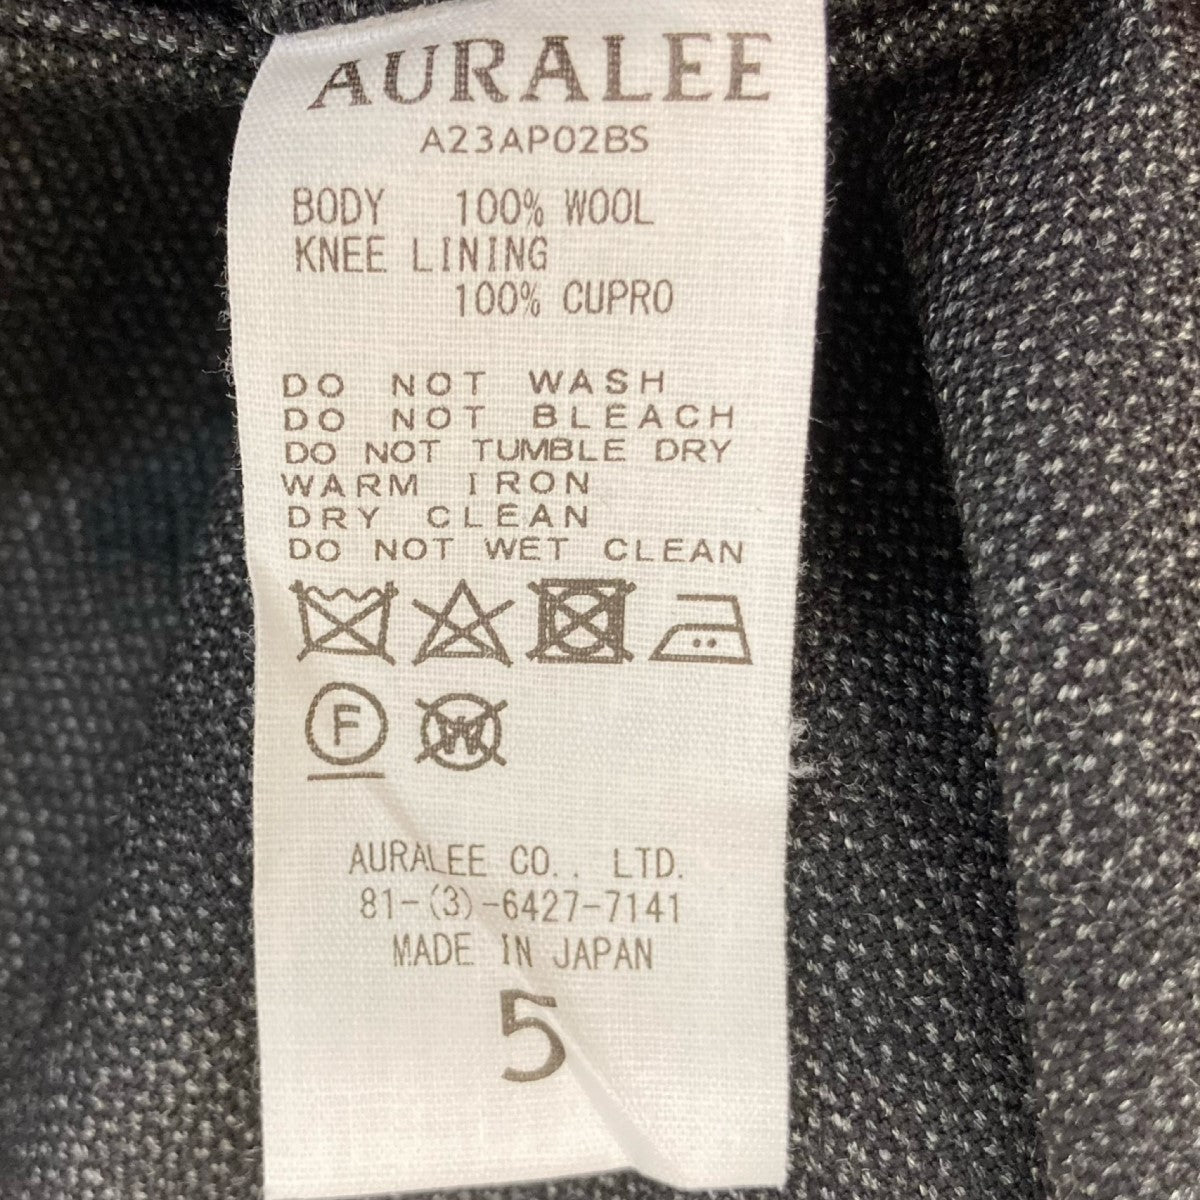 AURALEE
A23AP02BS
BODY 100% WOOL
KNEE LINING
100% CUPRO
DO NOT WASH
DO NOT BLEACH
DO NOT TUMBLE DRY
WARM IRON
DRY CLEAN
DO NOT WET CLEAN
F W
AURALEE CO., LTD.
81-(3)-6427-7141
MADE IN JAPAN
5